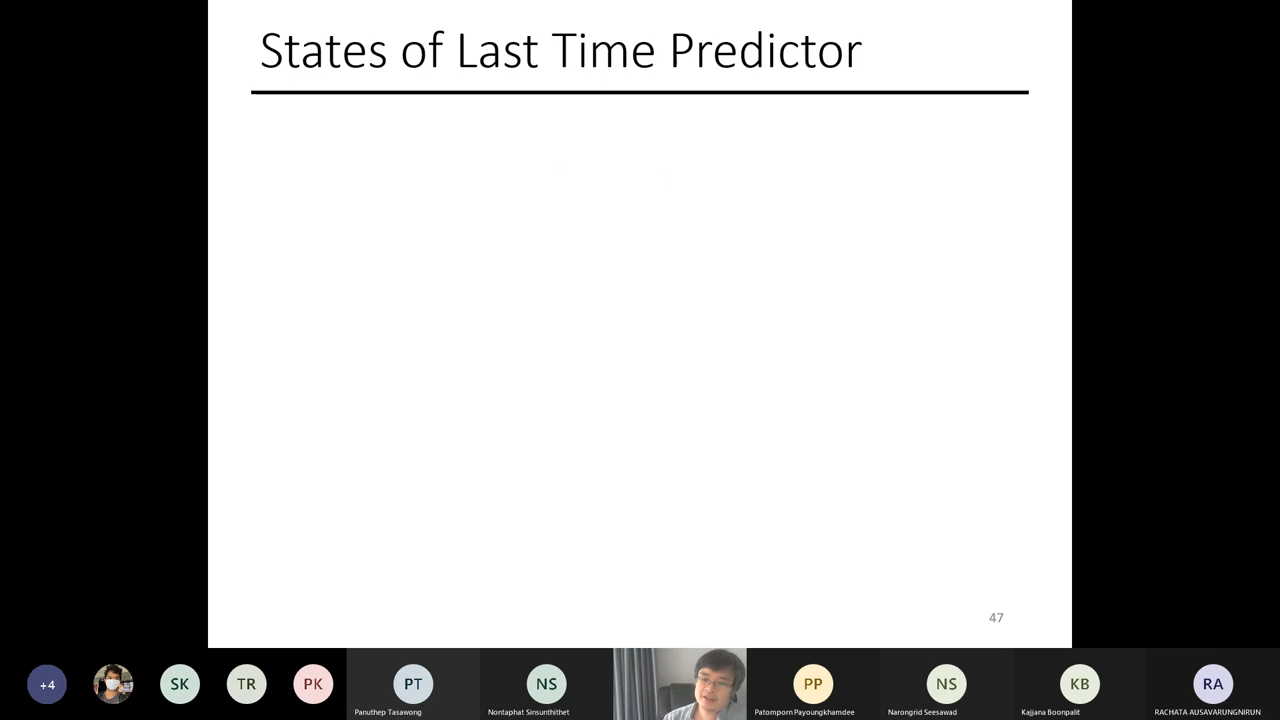 States of Last Time Predictor
47
+4
SK
TR
PK
PT
NS
PP
NS
KB
RA
Panuthep Tasawong
Nontaphat Sinsunthithet
Patomporn Payoungkhamdee
Narongrid Seesawad
Kajjana Boonpalit
RACHATA AUSAVARUNGNIRUN